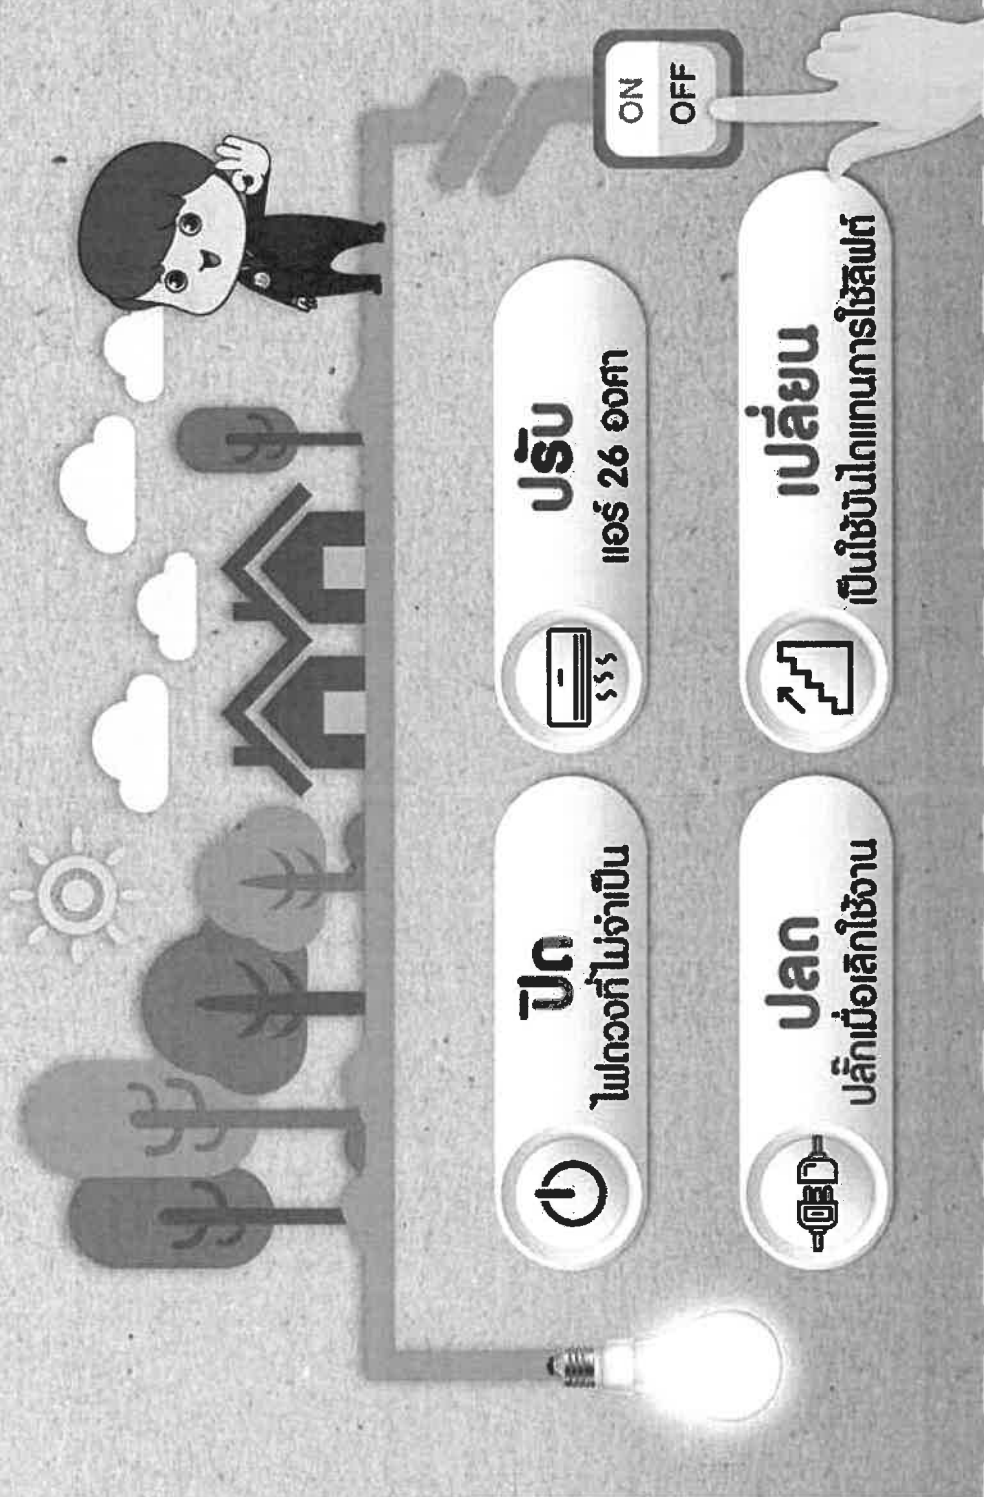 ปิด
ไฟดวงที่ไม่จำเป็น
ปรับ
แอร์ 26 องศา
ปลด
ปลั๊กเมื่อเลิกใช้งาน
เปลี่ยน
เป็นใช้บันไดแทนการใช้ลิฟต์
ON
OFF